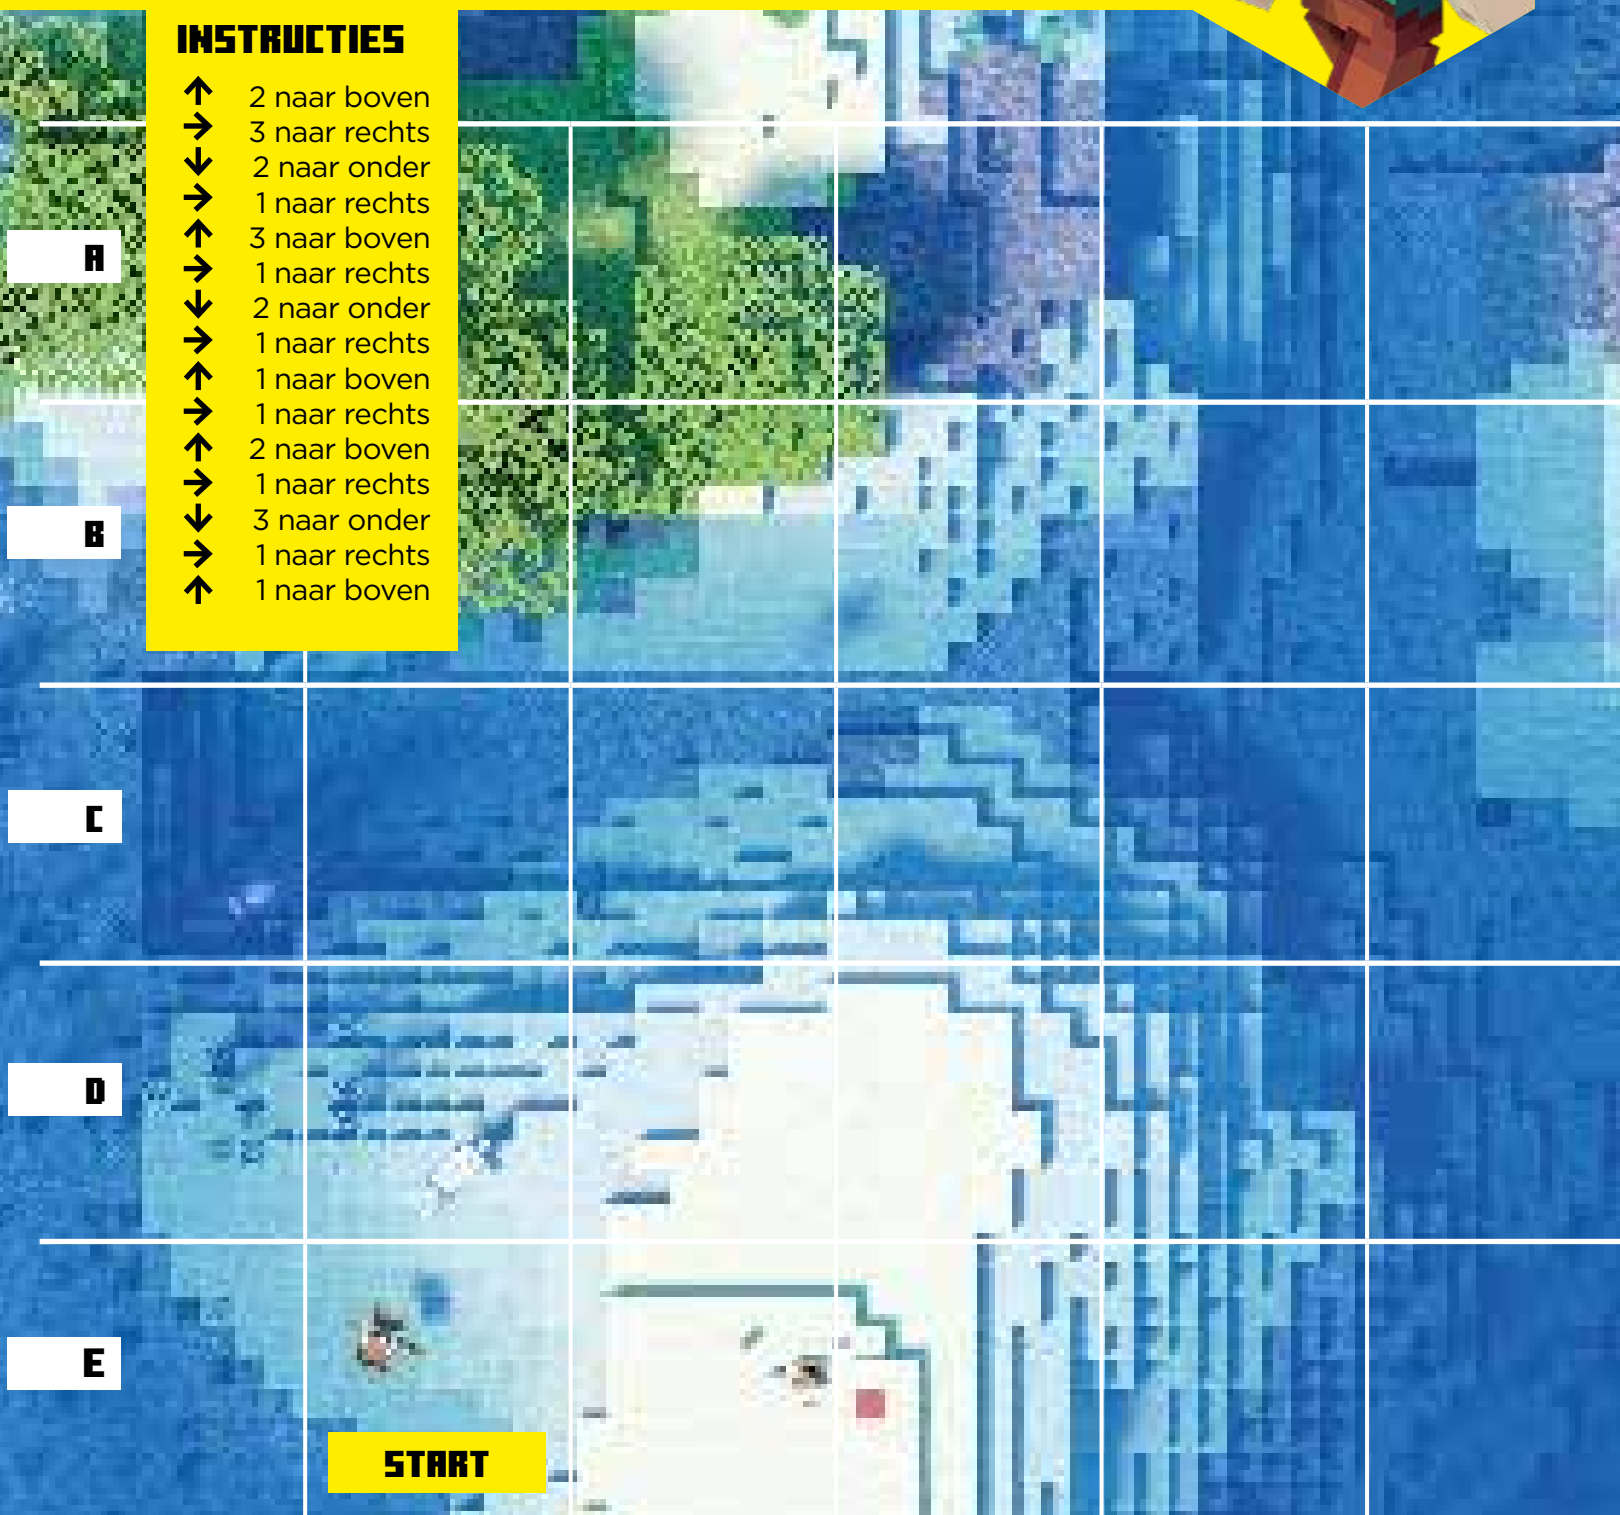 INSTRUCTIES
↑ 2 naar boven
→ 3 naar rechts
↓ 2 naar onder
→ 1 naar rechts
↑ 3 naar boven
→ 1 naar rechts
↓ 2 naar onder
→ 1 naar rechts
↑ 1 naar boven
→ 1 naar rechts
↑ 2 naar boven
→ 1 naar rechts
↓ 3 naar onder
→ 1 naar rechts
↑ 1 naar boven
A
B
C
D
E
START